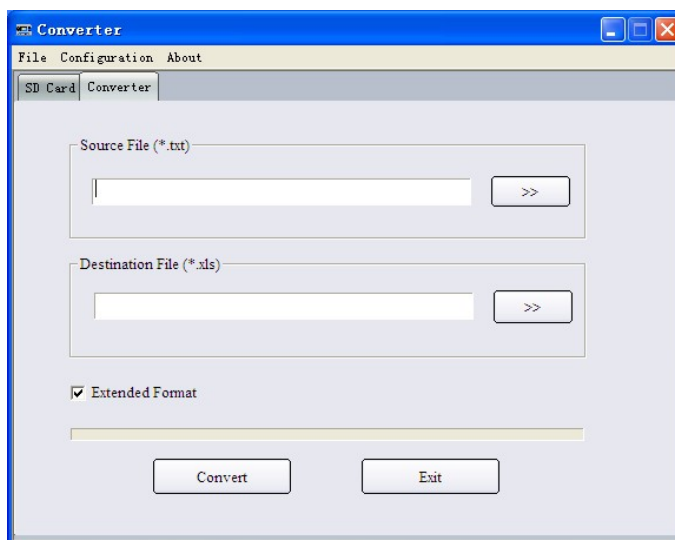 Converter
File Configuration About
SD Card Converter
Source File (*.txt)
>>
Destination File (*.xls)
>>
Extended Format
Convert Exit